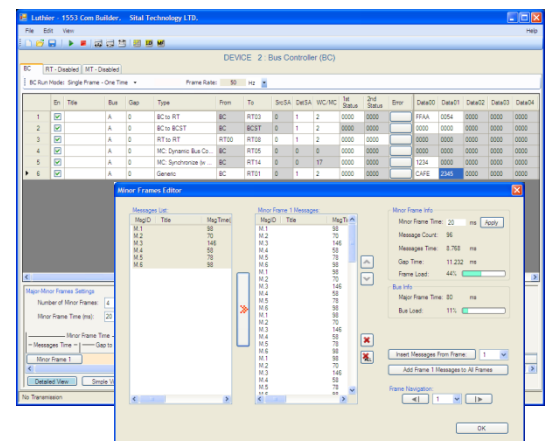 Luthier - 1553 Com Builder. Sital Technology LTD.
File Edit View Help
DEVICE 2 : Bus Controller (BC)
BC RT - Disabled MT - Disabled
BC Run Mode: Single Frame - One Time Frame Rate: 50 Hz
En Title Bus Gap Type From To SrcSA DetSA WC/MC 1st Status 2nd Status Error Data00 Data01 Data02 Data03 Data04
1 A 0 BC to RT BC RT03 0 1 2 0000 0000 FFAA 0054 0000 0000 0000
2 A 0 BC to BCST BC BCST 0 1 2 0000 0000 0000 0000 0000 0000 0000
3 A 0 RT to RT RT00 RT08 0 1 2 0000 0000 0000 0000 0000 0000 0000
4 A 0 MC: Dynamic Bus Co... BC RT05 0 0 0 0000 0000 0000 0000 0000 0000 0000
5 A 0 MC: Synchronize (w ... BC RT14 0 0 17 0000 0000 1234 0000 0000 0000 0000
6 A 0 Generic BC RT01 0 1 2 0000 0000 CAFE 2345 0000 0000 0000
Minor Frames Editor
Messages List:
MsgID Title MsgTime(
M.1 98
M.2 70
M.3 146
M.4 58
M.5 78
M.6 98
Minor Frame 1 Messages:
MsgID Title MsgTi
M.1 98
M.2 70
M.3 146
M.4 58
M.5 78
M.6 98
M.1 98
M.2 70
M.3 146
M.4 58
M.5 78
M.6 98
M.1 98
M.2 70
M.3 146
M.4 58
M.5 78
M.6 98
M.1 98
M.2 70
M.3 146
M.4 58
M.5 78
M.6 98
Minor Frame Info
Minor Frame Time: 20 ms Apply
Message Count: 96
Messages Time: 8.768 ms
Gap Time: 11.232 ms
Frame Load: 44%
Bus Info
Major Frame Time: 80 ms
Bus Load: 11%
Insert Messages From Frame: 1
Add Frame 1 Messages to All Frames
Frame Navigation:
1
OK
Major-Minor Frames Settings
Number of Minor Frames: 4
Minor Frame Time (ms): 20
Minor Frame Time
Messages Time Gap to
Minor Frame 1
Detailed View Simple V
No Transmission